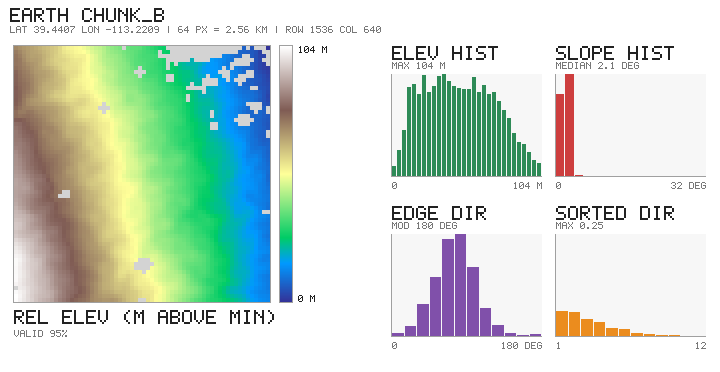 EARTH CHUNK_B
LAT 39.4407 LON -113.2209 | 64 PX = 2.56 KM | ROW 1536 COL 640
104 M
0 M
REL ELEV (M ABOVE MIN)
VALID 95%
ELEV HIST
MAX 104 M
0 104 M
SLOPE HIST
MEDIAN 2.1 DEG
0 32 DEG
EDGE DIR
MOD 180 DEG
0 180 DEG
SORTED DIR
MAX 0.25
1 12